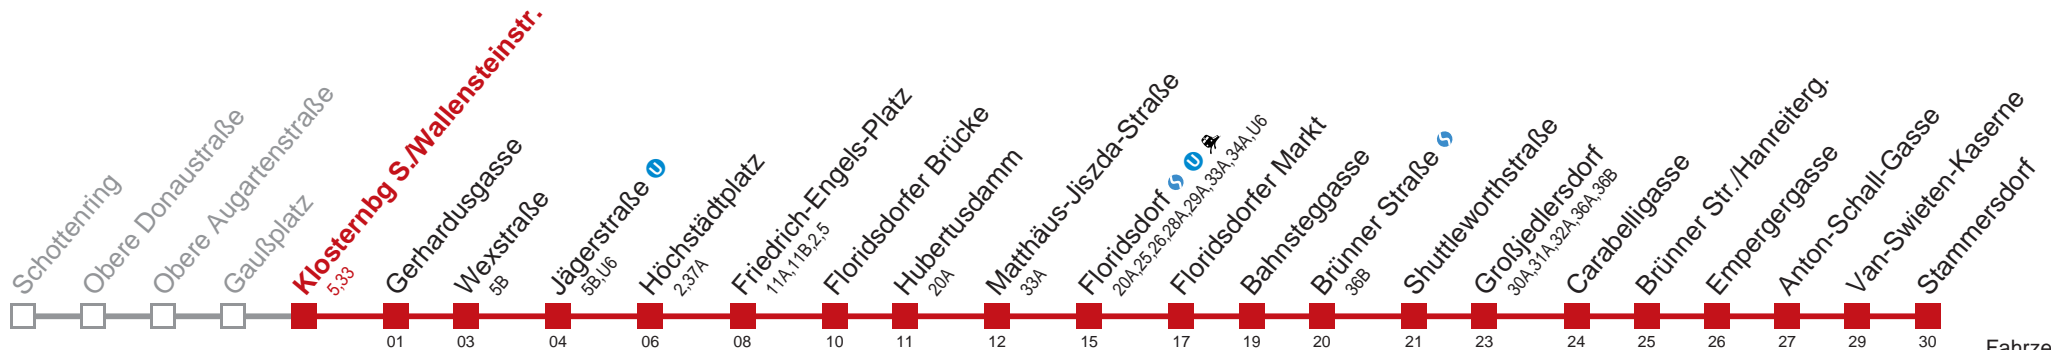 Schottenring
Obere Donaustraße
Obere Augartenstraße
Gaußplatz
Klosternbg S./Wallensteinstr.
5,33
Gerhardusgasse
Wexstraße
5B
Jägerstraße U
5B,U6
Höchstädtplatz
2,37A
Friedrich-Engels-Platz
11A,11B,2,5
Floridsdorfer Brücke
Hubertusdamm
20A
Matthäus-Jiszda-Straße
33A
Floridsdorf S U
20A,25,26,28A,29A,33A,34A,U6
Floridsdorfer Markt
Bahnsteggasse
Brünner Straße S
36B
Shuttleworthstraße
Großjedlersdorf
30A,31A,32A,36A,36B
Carabelligasse
Brünner Str./Hanreiterg.
Empergergasse
Anton-Schall-Gasse
Van-Swieten-Kaserne
Stammersdorf
01 03 04 06 08 10 11 12 15 17 19 20 21 23 24 25 26 27 29 30
Fahrze